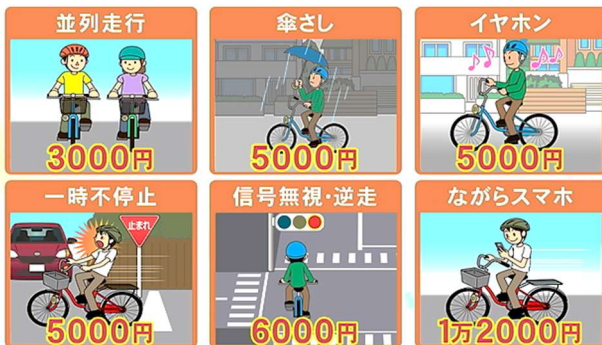 並列走行
3000円
傘さし
5000円
イヤホン
5000円
一時不停止
止まれ
5000円
信号無視・逆走
6000円
ながらスマホ
1万2000円